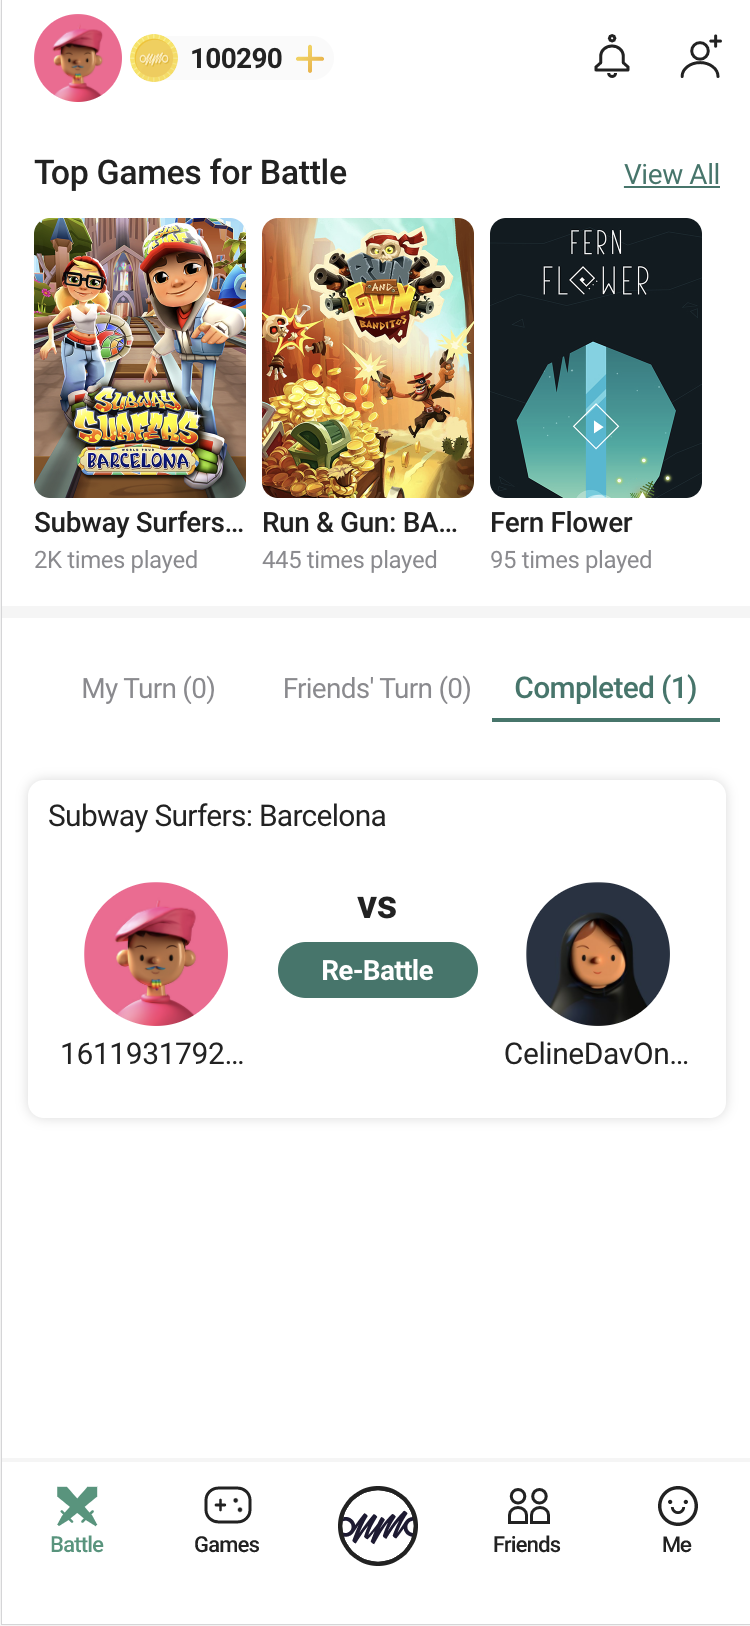 100290
Top Games for Battle
View All
SUBWAY
SURFERS
WORLD TOUR
BARCELONA
RUN
AND
GUN
BANDITOS
FERN
FLOWER
Subway Surfers...
2K times played
Run & Gun: BA...
445 times played
Fern Flower
95 times played
My Turn (0)
Friends' Turn (0)
Completed (1)
Subway Surfers: Barcelona
VS
Re-Battle
1611931792...
CelineDavOn...
Battle
Games
Friends
Me